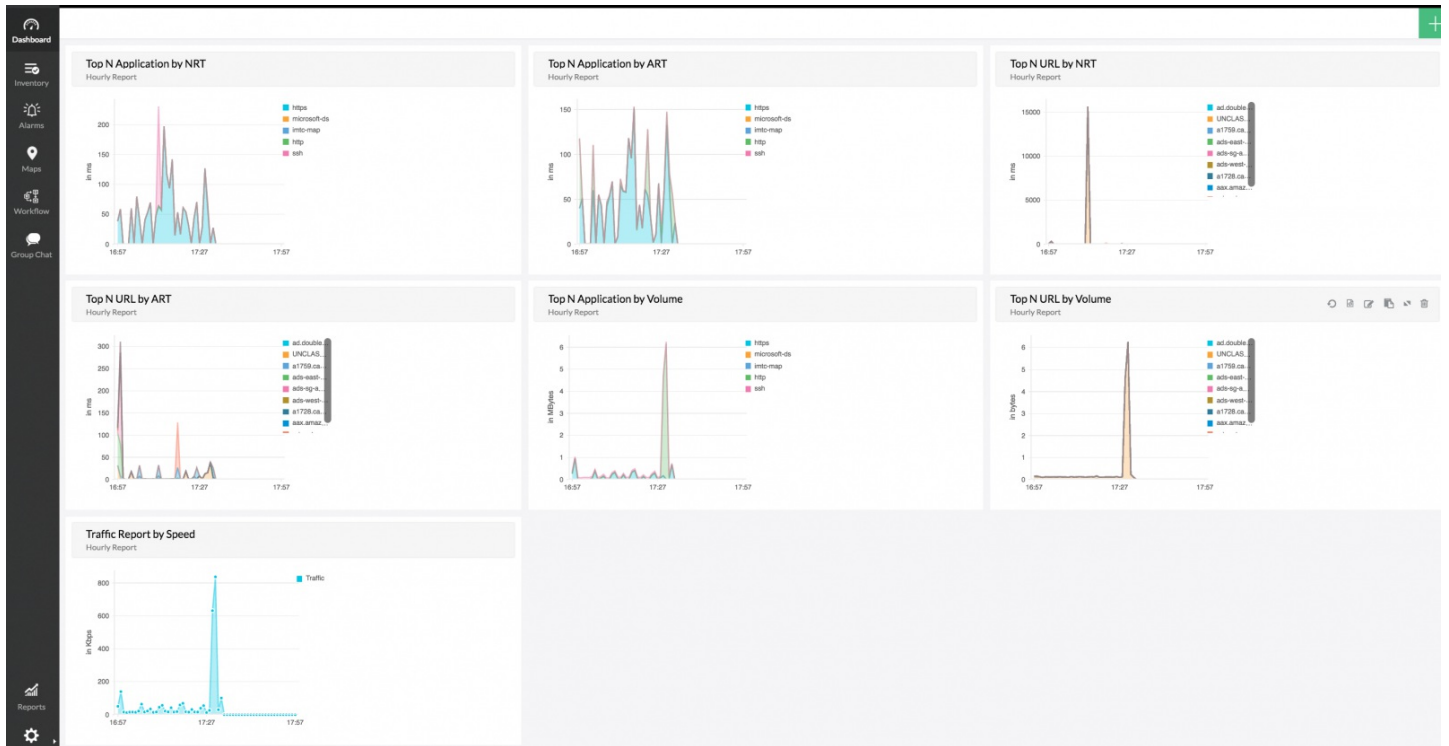 Dashboard
Inventory
Alarms
Maps
Workflow
Group Chat
Reports
Top N Application by NRT
Hourly Report
in ms
200
150
100
50
0
16:57 17:27 17:57
https
microsoft-ds
imtc-map
http
ssh
Top N Application by ART
Hourly Report
in ms
150
100
50
0
16:57 17:27 17:57
https
microsoft-ds
imtc-map
http
ssh
Top N URL by NRT
Hourly Report
in ms
15000
10000
5000
0
16:57 17:27 17:57
ad.double...
UNCLAS...
a1759.ca...
ads-east-...
ads-sg-a...
ads-west-...
a1728.ca...
aax.amaz...
Top N URL by ART
Hourly Report
in ms
300
250
200
150
100
50
0
16:57 17:27 17:57
ad.double...
UNCLAS...
a1759.ca...
ads-east-...
ads-sg-a...
ads-west-...
a1728.ca...
aax.amaz...
Top N Application by Volume
Hourly Report
in MBytes
6
5
4
3
2
1
0
16:57 17:27 17:57
https
microsoft-ds
imtc-map
http
ssh
Top N URL by Volume
Hourly Report
in bytes
6
5
4
3
2
1
0
16:57 17:27 17:57
ad.double...
UNCLAS...
a1759.ca...
ads-east-...
ads-sg-a...
ads-west-...
a1728.ca...
aax.amaz...
Traffic Report by Speed
Hourly Report
in Kbps
800
600
400
200
0
16:57 17:27 17:57
Traffic